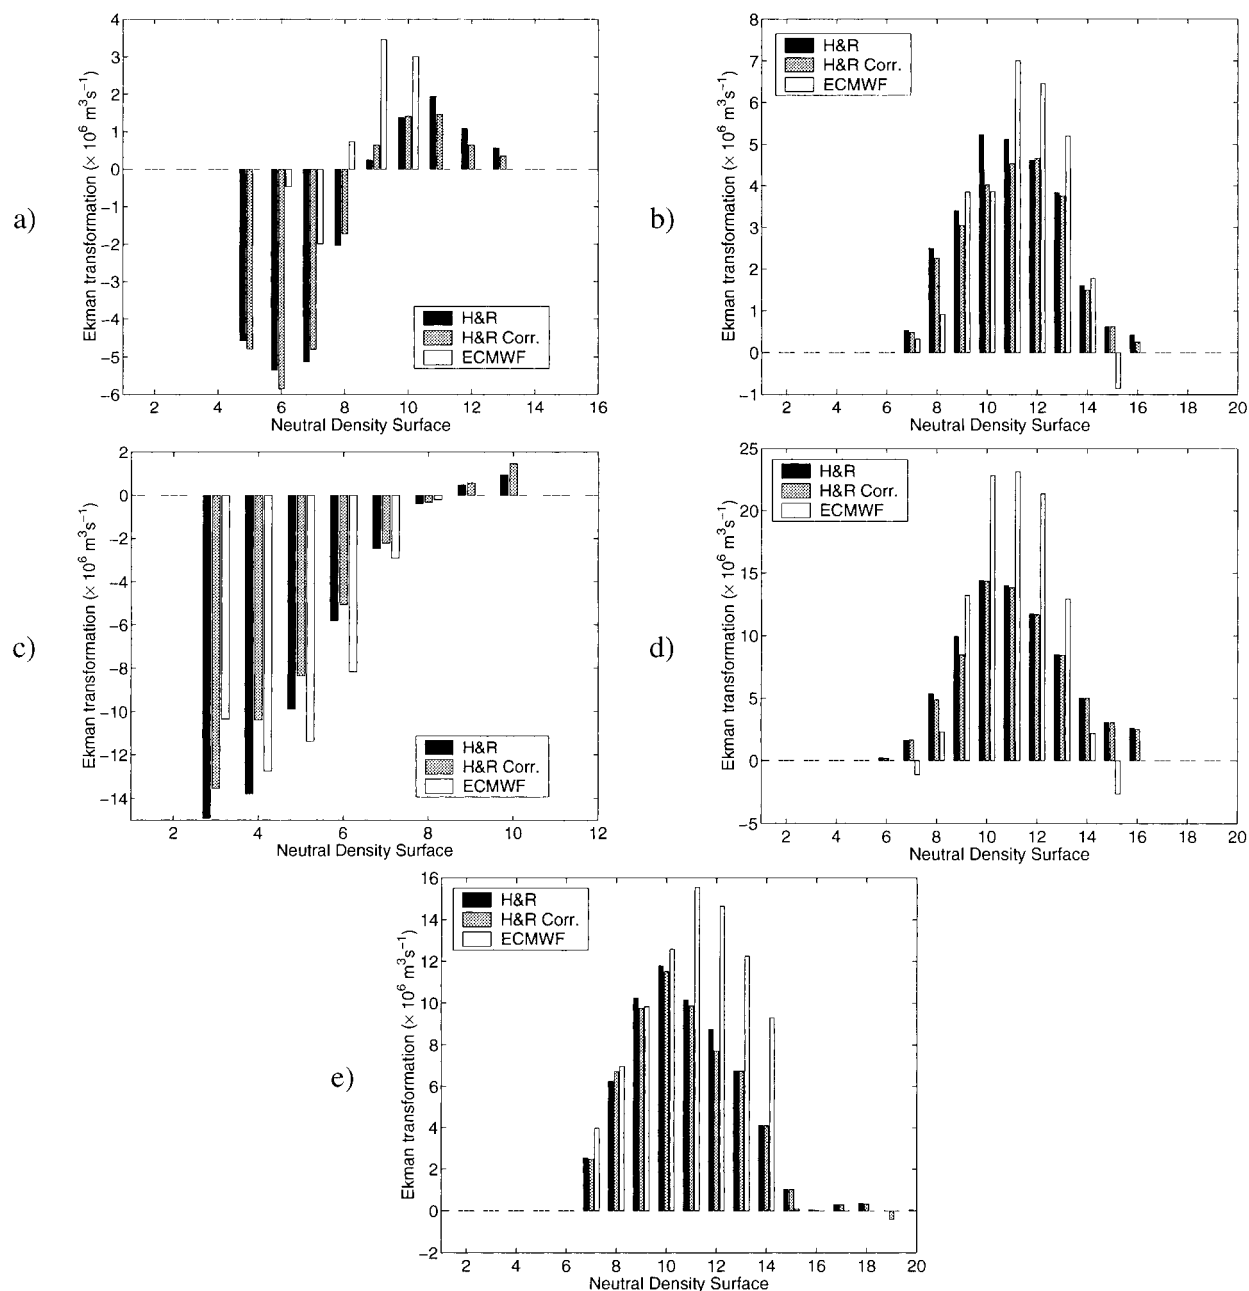 a)
Ekman transformation (× 10⁶ m³s⁻¹)
4
3
2
1
0
−1
−2
−3
−4
−5
−6
H&R
H&R Corr.
ECMWF
2 4 6 8 10 12 14 16
Neutral Density Surface
b)
Ekman transformation (× 10⁶ m³s⁻¹)
8
7
6
5
4
3
2
1
0
−1
H&R
H&R Corr.
ECMWF
2 4 6 8 10 12 14 16 18 20
Neutral Density Surface
c)
Ekman transformation (× 10⁶ m³s⁻¹)
2
0
−2
−4
−6
−8
−10
−12
−14
H&R
H&R Corr.
ECMWF
2 4 6 8 10 12
Neutral Density Surface
d)
Ekman transformation (× 10⁶ m³s⁻¹)
25
20
15
10
5
0
−5
H&R
H&R Corr.
ECMWF
2 4 6 8 10 12 14 16 18 20
Neutral Density Surface
e)
Ekman transformation (× 10⁶ m³s⁻¹)
16
14
12
10
8
6
4
2
0
−2
H&R
H&R Corr.
ECMWF
2 4 6 8 10 12 14 16 18 20
Neutral Density Surface